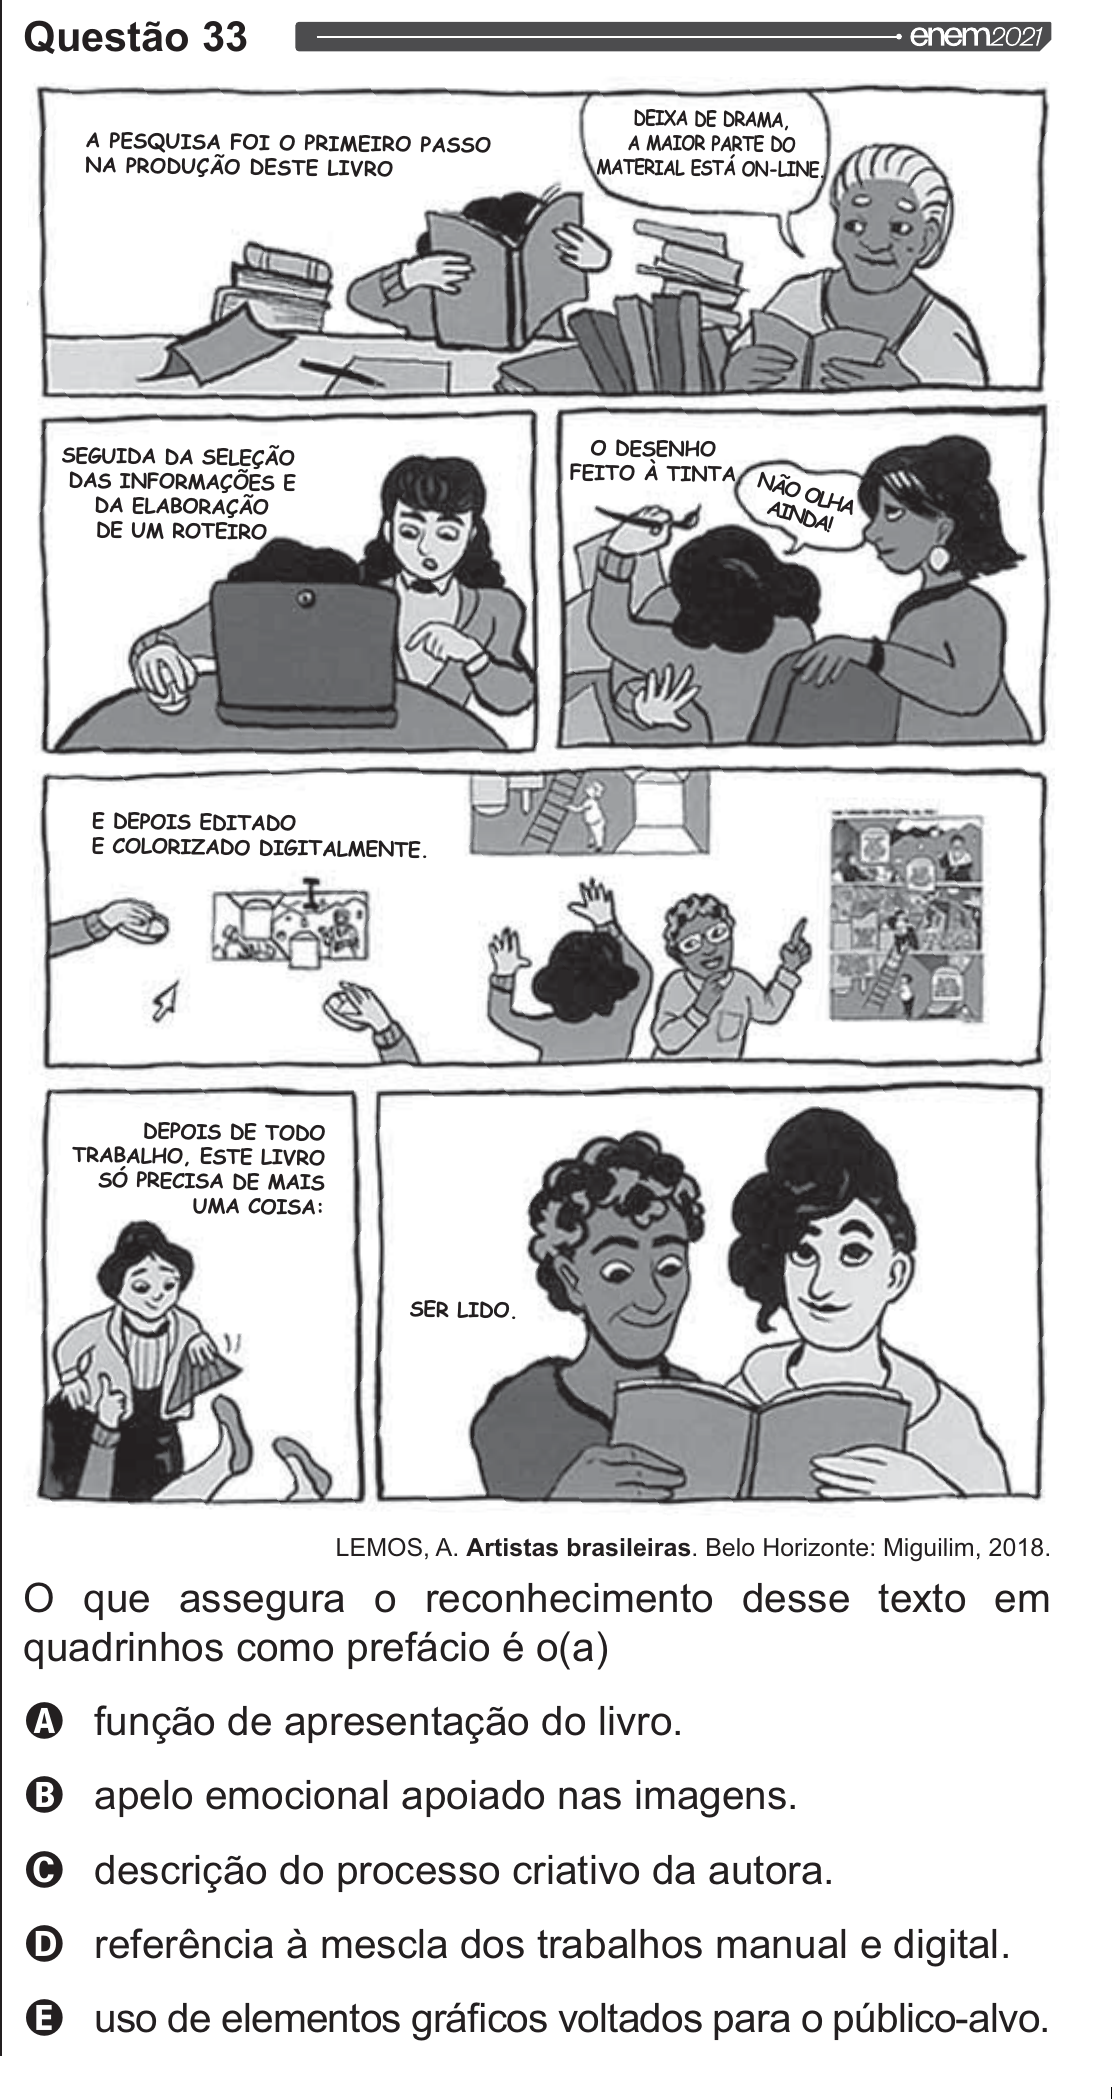 Questão 33
enem2021
A PESQUISA FOI O PRIMEIRO PASSO
NA PRODUÇÃO DESTE LIVRO
DEIXA DE DRAMA,
A MAIOR PARTE DO
MATERIAL ESTÁ ON-LINE.
SEGUIDA DA SELEÇÃO
DAS INFORMAÇÕES E
DA ELABORAÇÃO
DE UM ROTEIRO
O DESENHO
FEITO À TINTA
NÃO OLHA
AINDA!
E DEPOIS EDITADO
E COLORIZADO DIGITALMENTE.
DEPOIS DE TODO
TRABALHO, ESTE LIVRO
SÓ PRECISA DE MAIS
UMA COISA:
SER LIDO.
LEMOS, A. Artistas brasileiras. Belo Horizonte: Miguilim, 2018.
O que assegura o reconhecimento desse texto em
quadrinhos como prefácio é o(a)
A função de apresentação do livro.
B apelo emocional apoiado nas imagens.
C descrição do processo criativo da autora.
D referência à mescla dos trabalhos manual e digital.
E uso de elementos gráficos voltados para o público-alvo.